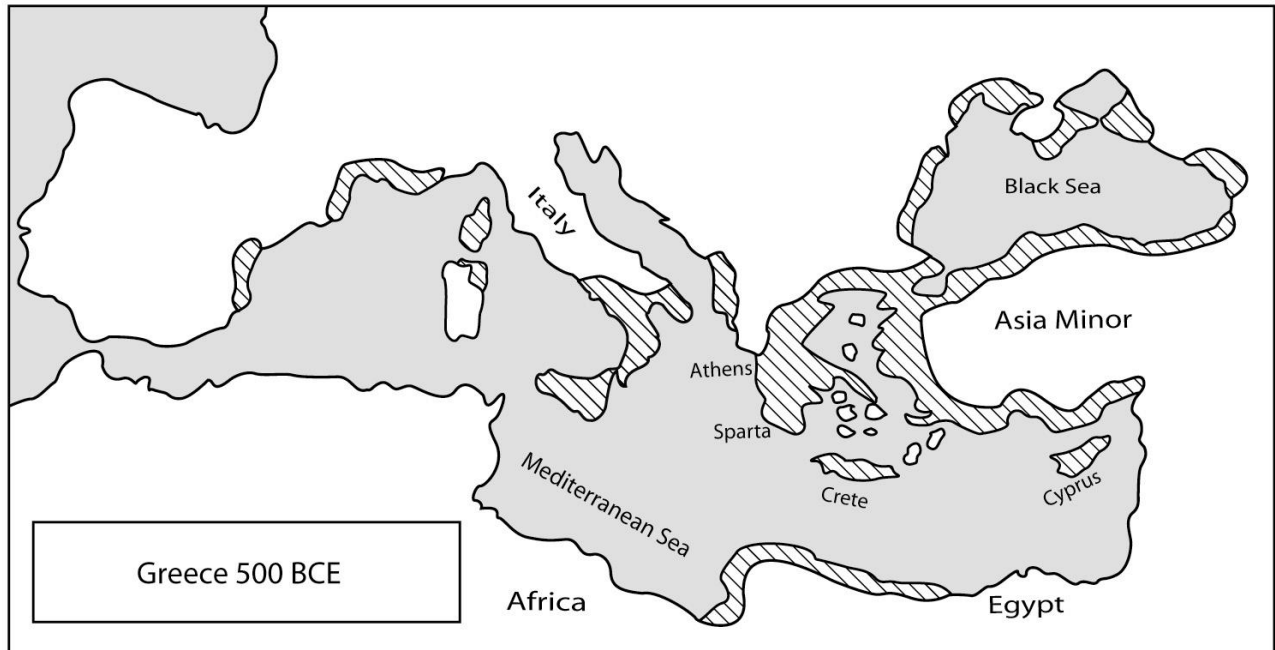 Black Sea
Italy
Asia Minor
Athens
Sparta
Crete
Cyprus
Mediterranean Sea
Greece 500 BCE
Africa
Egypt